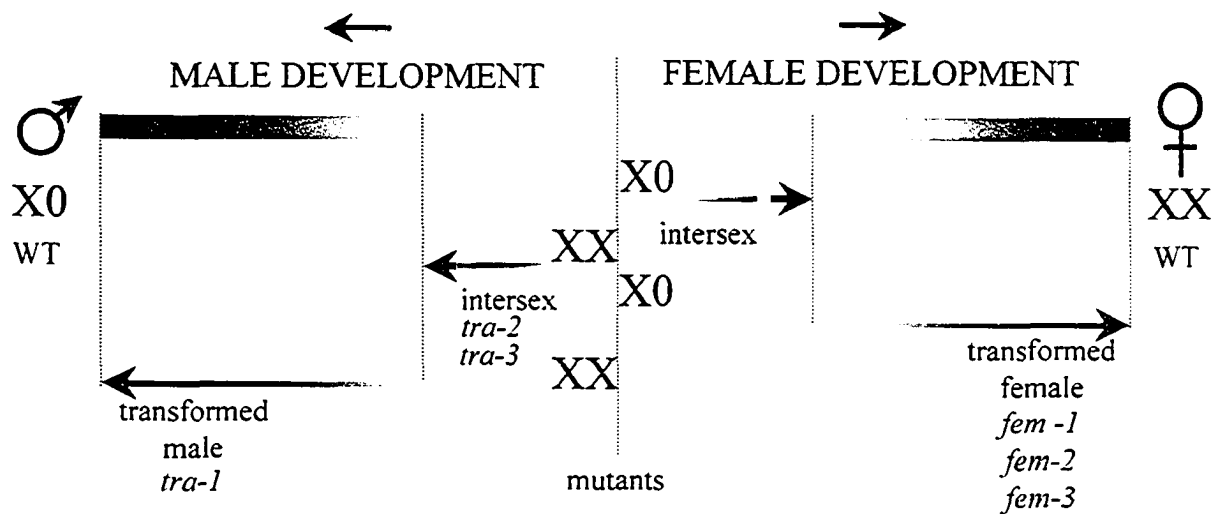 MALE DEVELOPMENT
FEMALE DEVELOPMENT
X0
WT
XX
WT
X0
intersex
XX
X0
intersex
tra-2
tra-3
XX
transformed
male
tra-1
transformed
female
fem -1
fem-2
fem-3
mutants